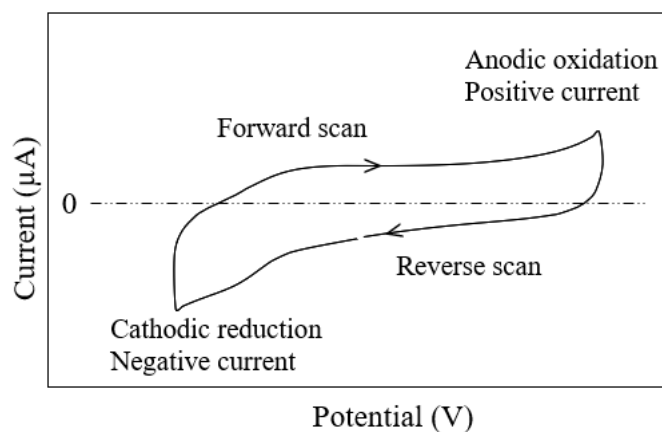 Anodic oxidation
Positive current
Forward scan
Current (μA)
0
Reverse scan
Cathodic reduction
Negative current
Potential (V)